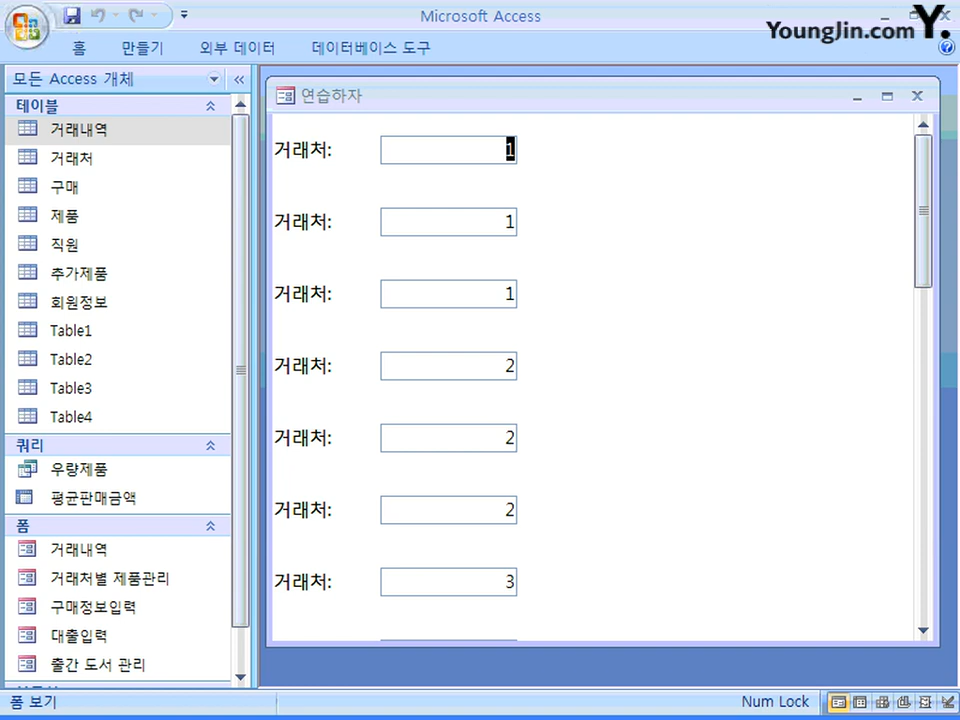 Microsoft Access
YoungJin.com Y.
홈 만들기 외부 데이터 데이터베이스 도구
모든 Access 개체
테이블
거래내역
거래처
구매
제품
직원
추가제품
회원정보
Table1
Table2
Table3
Table4
쿼리
우량제품
평균판매금액
폼
거래내역
거래처별 제품관리
구매정보입력
대출입력
출간 도서 관리
연습하자
거래처: 1
거래처: 1
거래처: 1
거래처: 2
거래처: 2
거래처: 2
거래처: 3
폼 보기
Num Lock